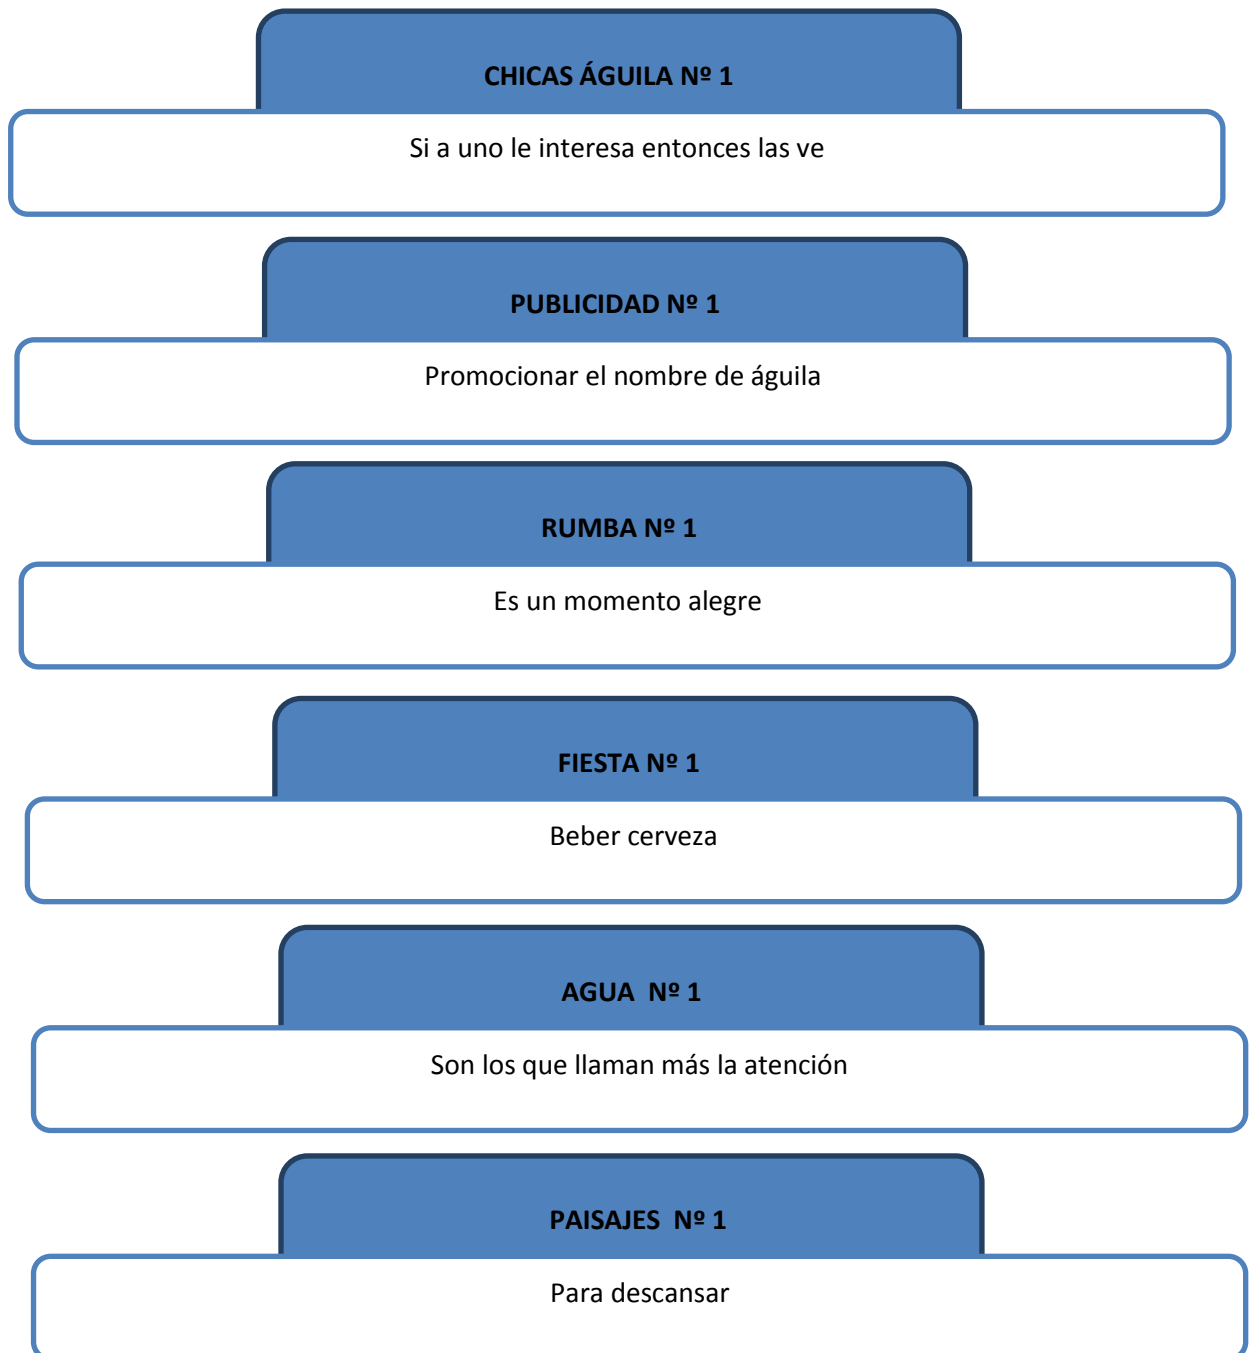 CHICAS ÁGUILA Nº 1
Si a uno le interesa entonces las ve
PUBLICIDAD Nº 1
Promocionar el nombre de águila
RUMBA Nº 1
Es un momento alegre
FIESTA Nº 1
Beber cerveza
AGUA Nº 1
Son los que llaman más la atención
PAISAJES Nº 1
Para descansar